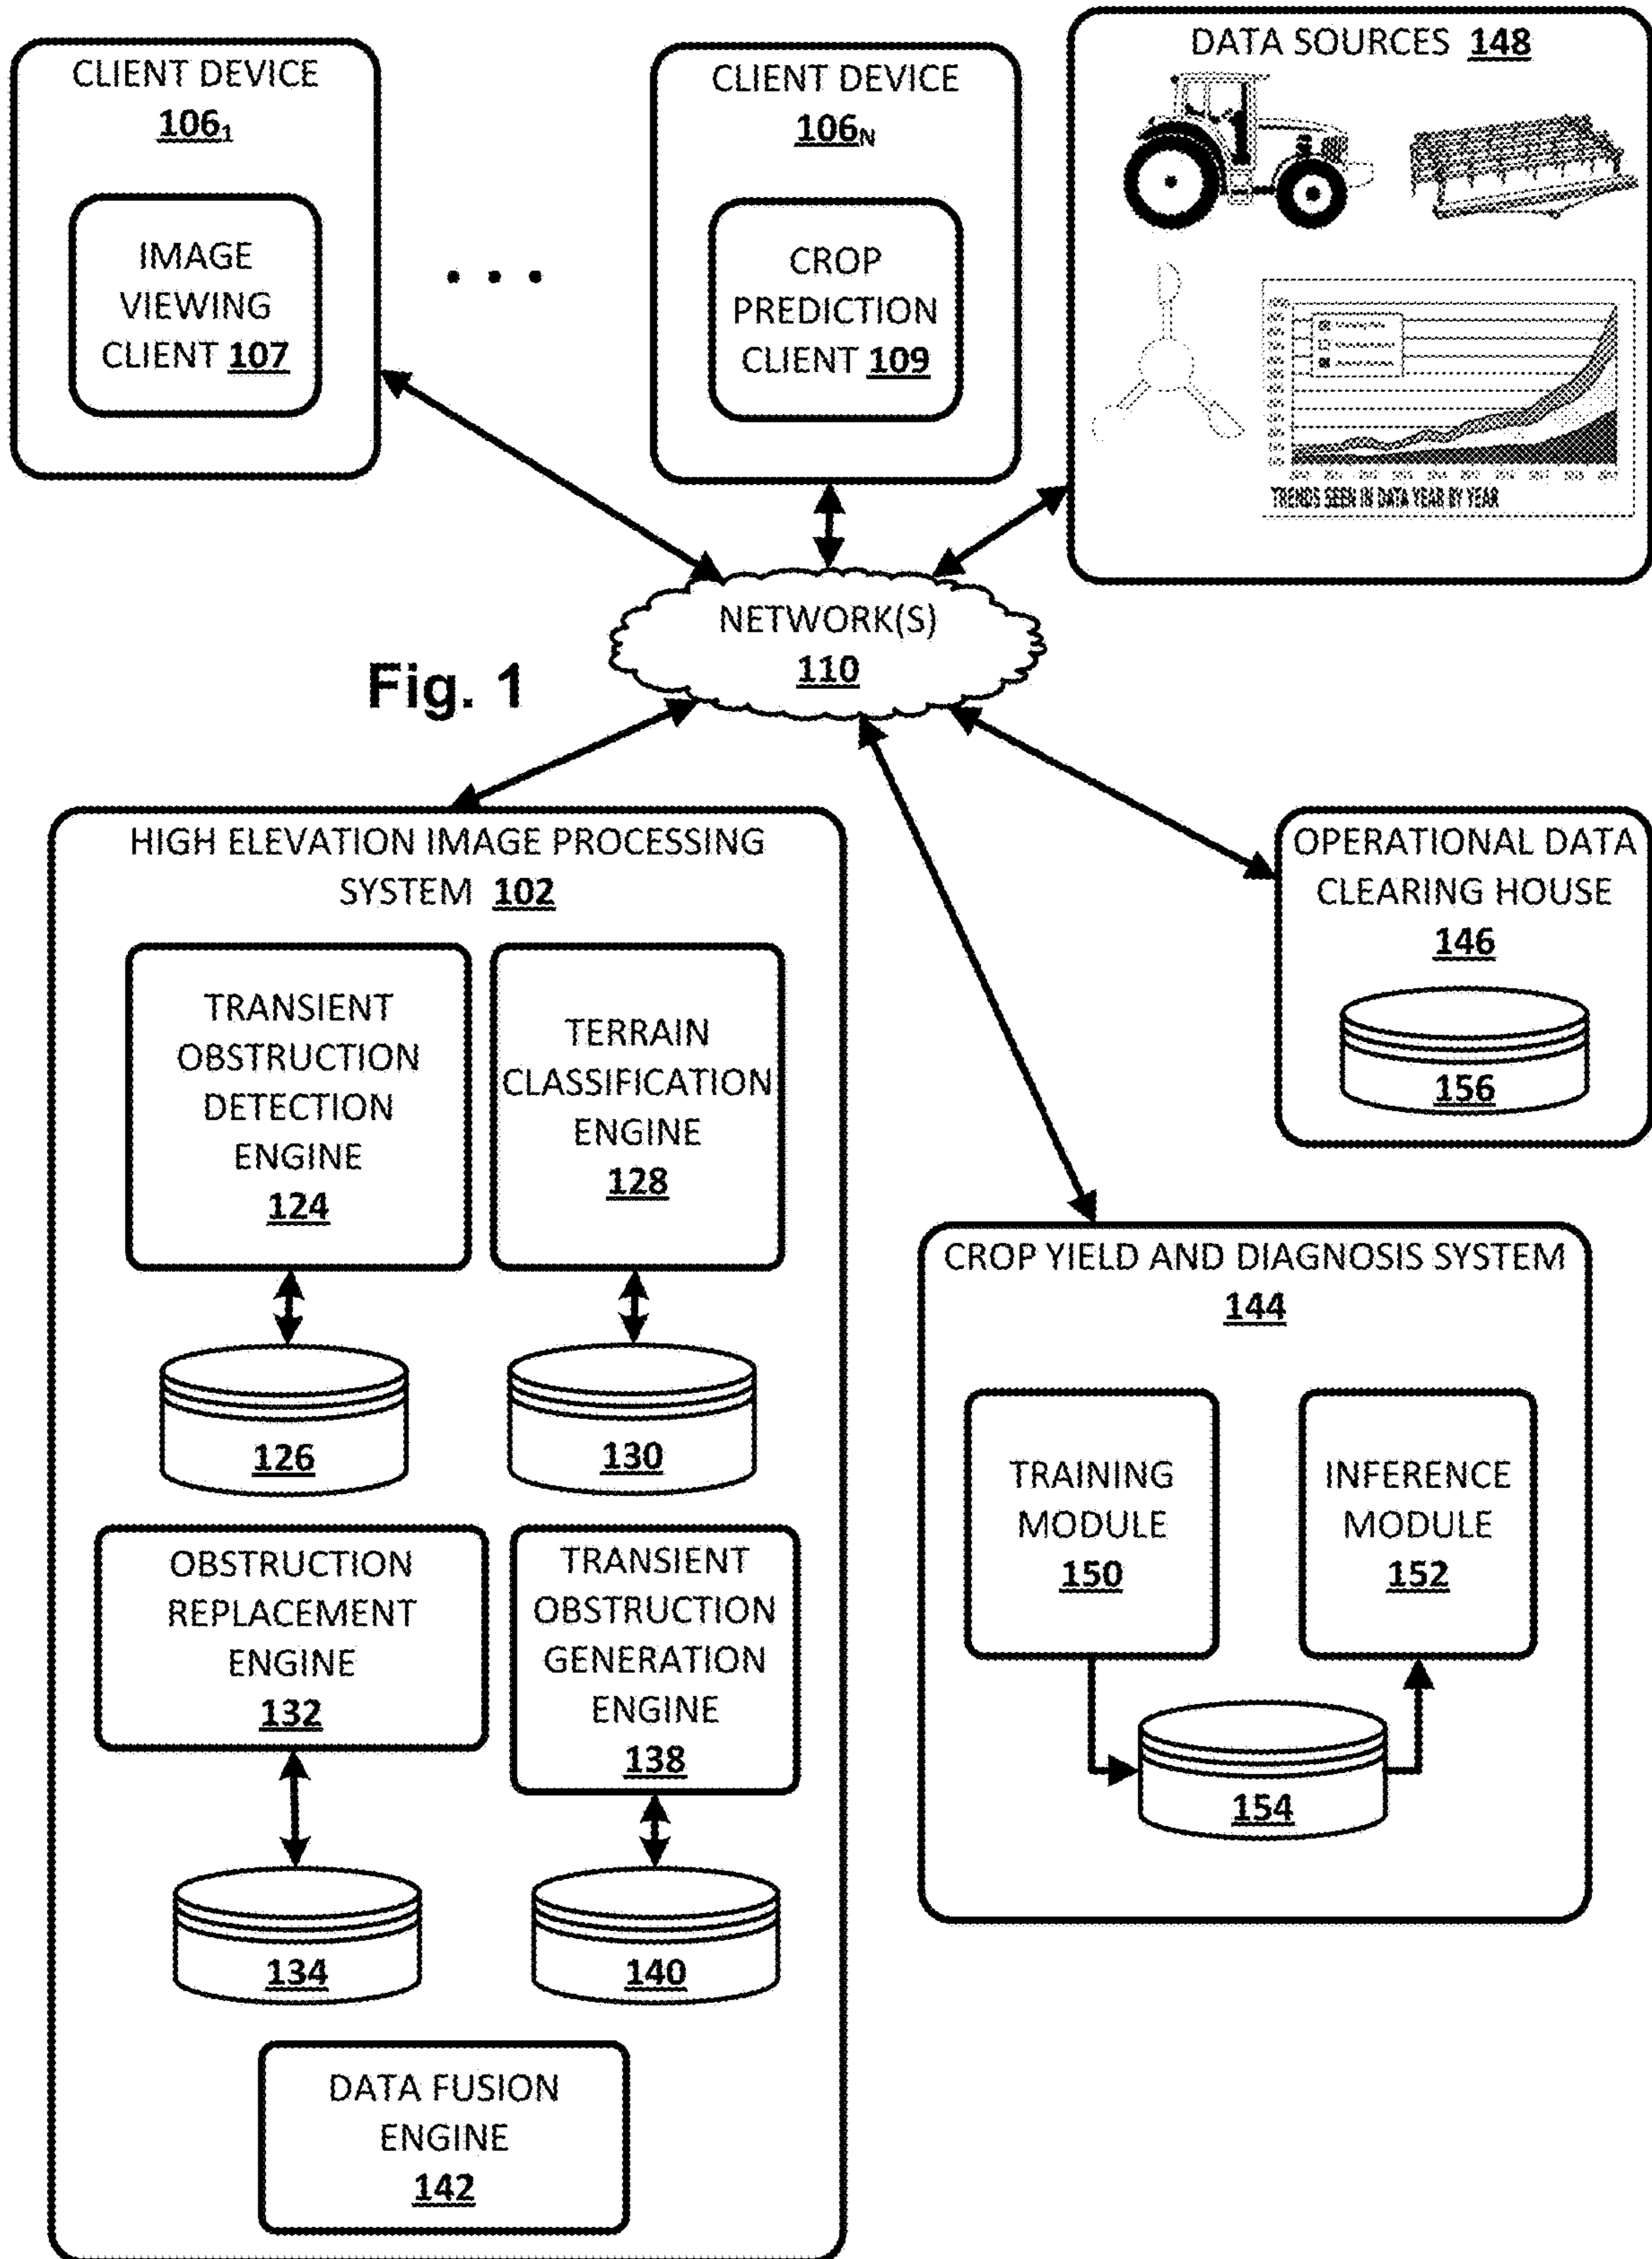 CLIENT DEVICE
106₁
IMAGE
VIEWING
CLIENT 107
. . .
CLIENT DEVICE
106ₙ
CROP
PREDICTION
CLIENT 109
DATA SOURCES 148
TRENDS SEEN IN DATA YEAR BY YEAR
NETWORK(S)
110
Fig. 1
HIGH ELEVATION IMAGE PROCESSING
SYSTEM 102
TRANSIENT
OBSTRUCTION
DETECTION
ENGINE
124
TERRAIN
CLASSIFICATION
ENGINE
128
126
130
OBSTRUCTION
REPLACEMENT
ENGINE
132
TRANSIENT
OBSTRUCTION
GENERATION
ENGINE
138
134
140
DATA FUSION
ENGINE
142
OPERATIONAL DATA
CLEARING HOUSE
146
156
CROP YIELD AND DIAGNOSIS SYSTEM
144
TRAINING
MODULE
150
INFERENCE
MODULE
152
154